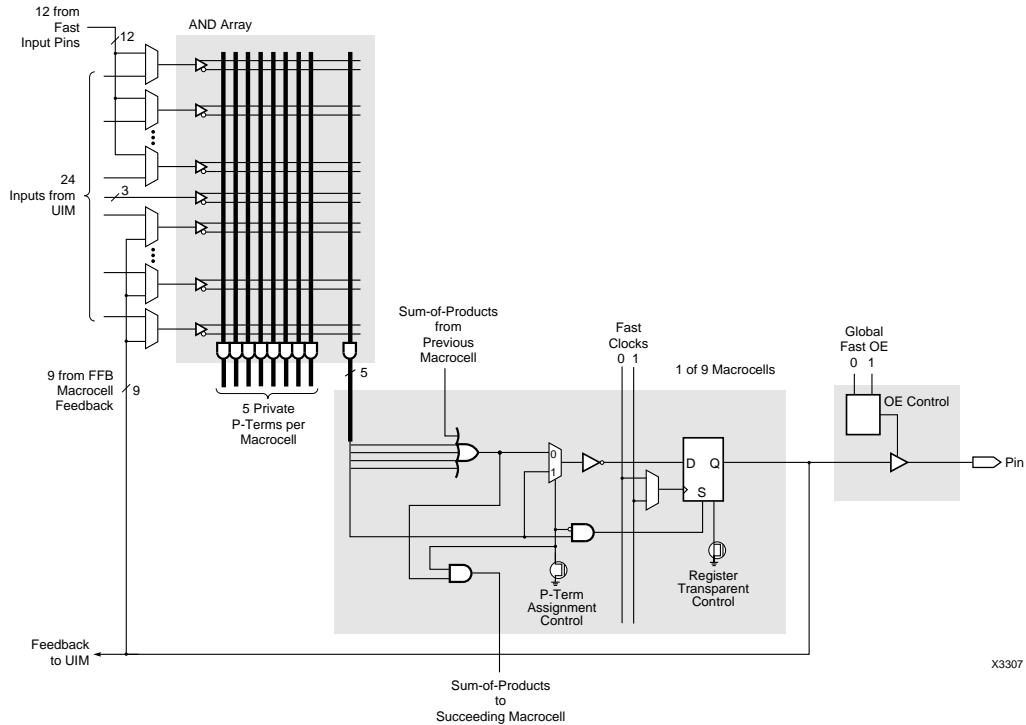 12 from
Fast
Input Pins
12
AND Array
24
Inputs from
UIM
3
9 from FFB
Macrocell
Feedback
9
5 Private
P-Terms per
Macrocell
5
Sum-of-Products
from
Previous
Macrocell
Fast
Clocks
0 1
1 of 9 Macrocells
Global
Fast OE
0 1
OE Control
0
1
D Q
S
Pin
P-Term
Assignment
Control
Register
Transparent
Control
Feedback
to UIM
Sum-of-Products
to
Succeeding Macrocell
X3307